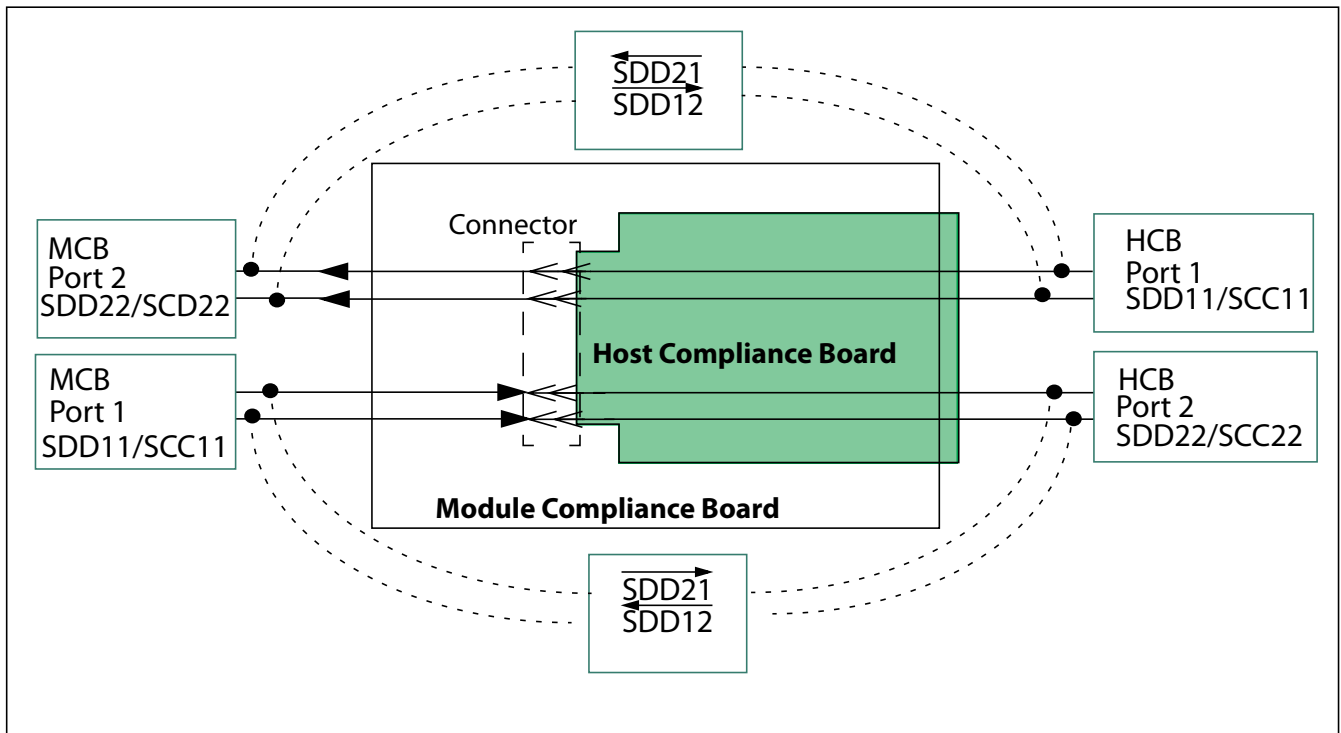 SDD21
SDD12
Connector
MCB
Port 2
SDD22/SCD22
HCB
Port 1
SDD11/SCC11
Host Compliance Board
MCB
Port 1
SDD11/SCC11
HCB
Port 2
SDD22/SCC22
Module Compliance Board
SDD21
SDD12